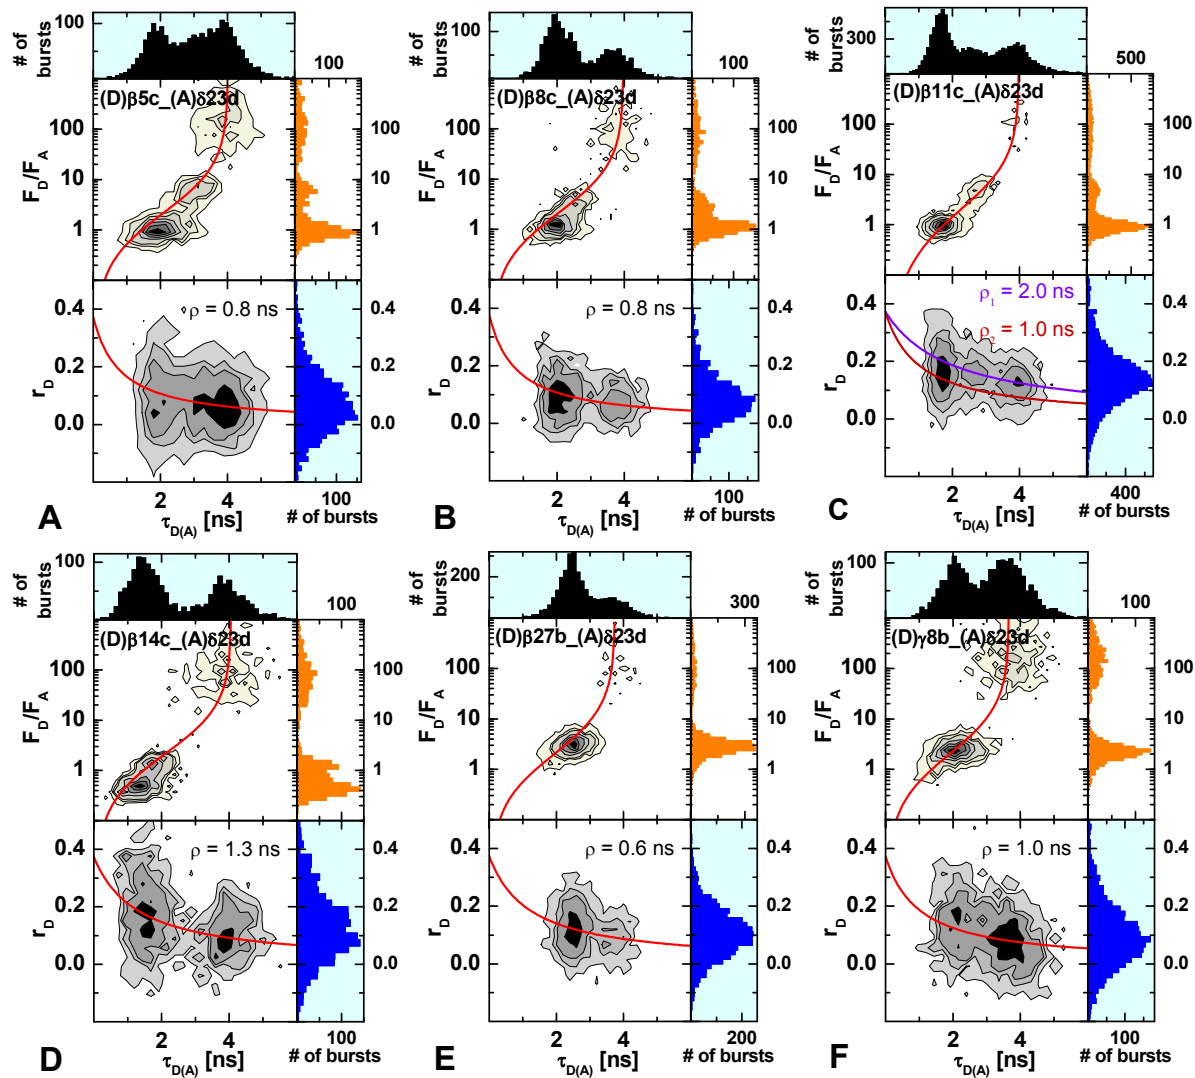 # of bursts
100
100
(D)β5c_(A)δ23d
F_D/F_A
100
10
1
100
10
1
ρ = 0.8 ns
r_D
0.4
0.2
0.0
0.4
0.2
0.0
2
4
100
A
τ_D(A) [ns]
# of bursts
# of bursts
100
100
(D)β8c_(A)δ23d
F_D/F_A
100
10
1
100
10
1
ρ = 0.8 ns
r_D
0.4
0.2
0.0
0.4
0.2
0.0
2
4
100
B
τ_D(A) [ns]
# of bursts
# of bursts
300
500
(D)β11c_(A)δ23d
F_D/F_A
100
10
1
100
10
1
ρ_1 = 2.0 ns
ρ_2 = 1.0 ns
r_D
0.4
0.2
0.0
0.4
0.2
0.0
2
4
400
C
τ_D(A) [ns]
# of bursts
# of bursts
100
100
(D)β14c_(A)δ23d
F_D/F_A
100
10
1
100
10
1
ρ = 1.3 ns
r_D
0.4
0.2
0.0
0.4
0.2
0.0
2
4
100
D
τ_D(A) [ns]
# of bursts
# of bursts
200
300
(D)β27b_(A)δ23d
F_D/F_A
100
10
1
100
10
1
ρ = 0.6 ns
r_D
0.4
0.2
0.0
0.4
0.2
0.0
2
4
200
E
τ_D(A) [ns]
# of bursts
# of bursts
100
100
(D)γ8b_(A)δ23d
F_D/F_A
100
10
1
100
10
1
ρ = 1.0 ns
r_D
0.4
0.2
0.0
0.4
0.2
0.0
2
4
100
F
τ_D(A) [ns]
# of bursts